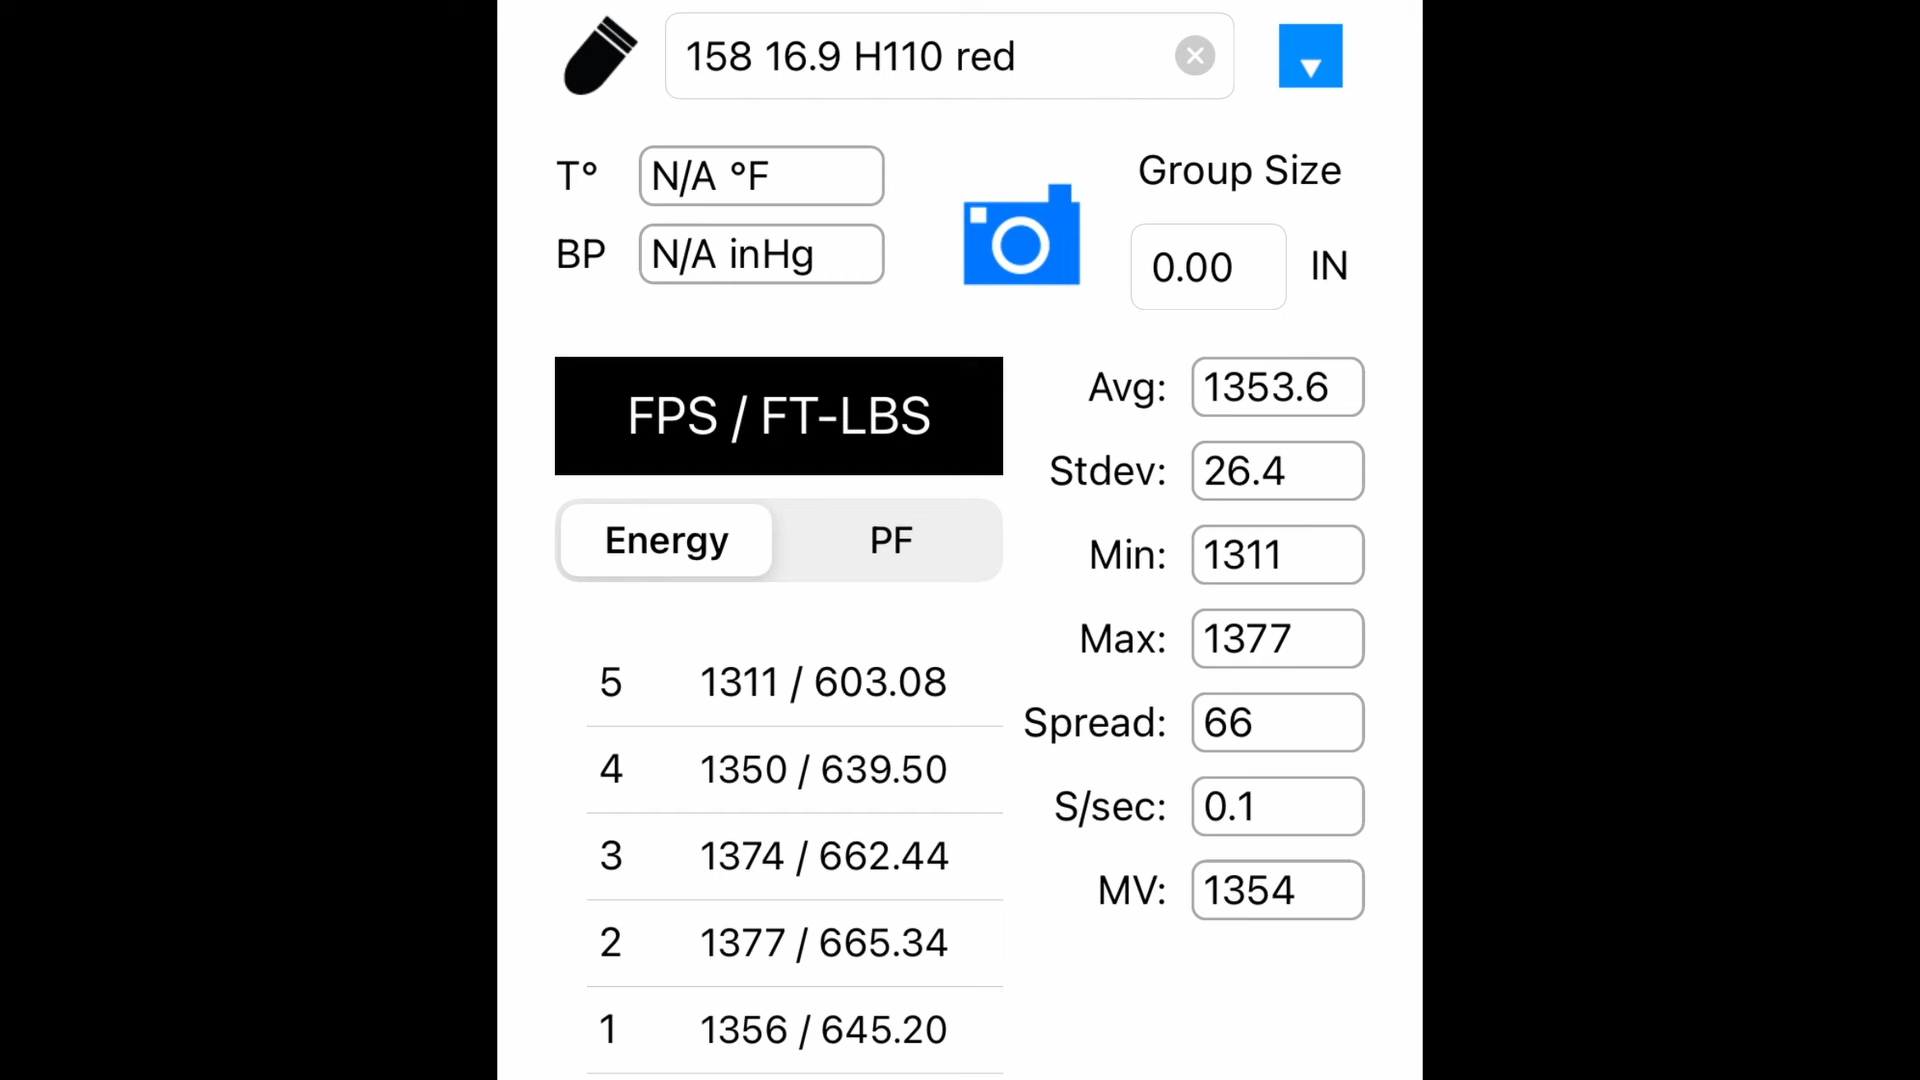 158 16.9 H110 red
T° N/A °F
BP N/A inHg
Group Size
0.00 IN
FPS / FT-LBS
Energy PF
5 1311 / 603.08
4 1350 / 639.50
3 1374 / 662.44
2 1377 / 665.34
1 1356 / 645.20
Avg: 1353.6
Stdev: 26.4
Min: 1311
Max: 1377
Spread: 66
S/sec: 0.1
MV: 1354